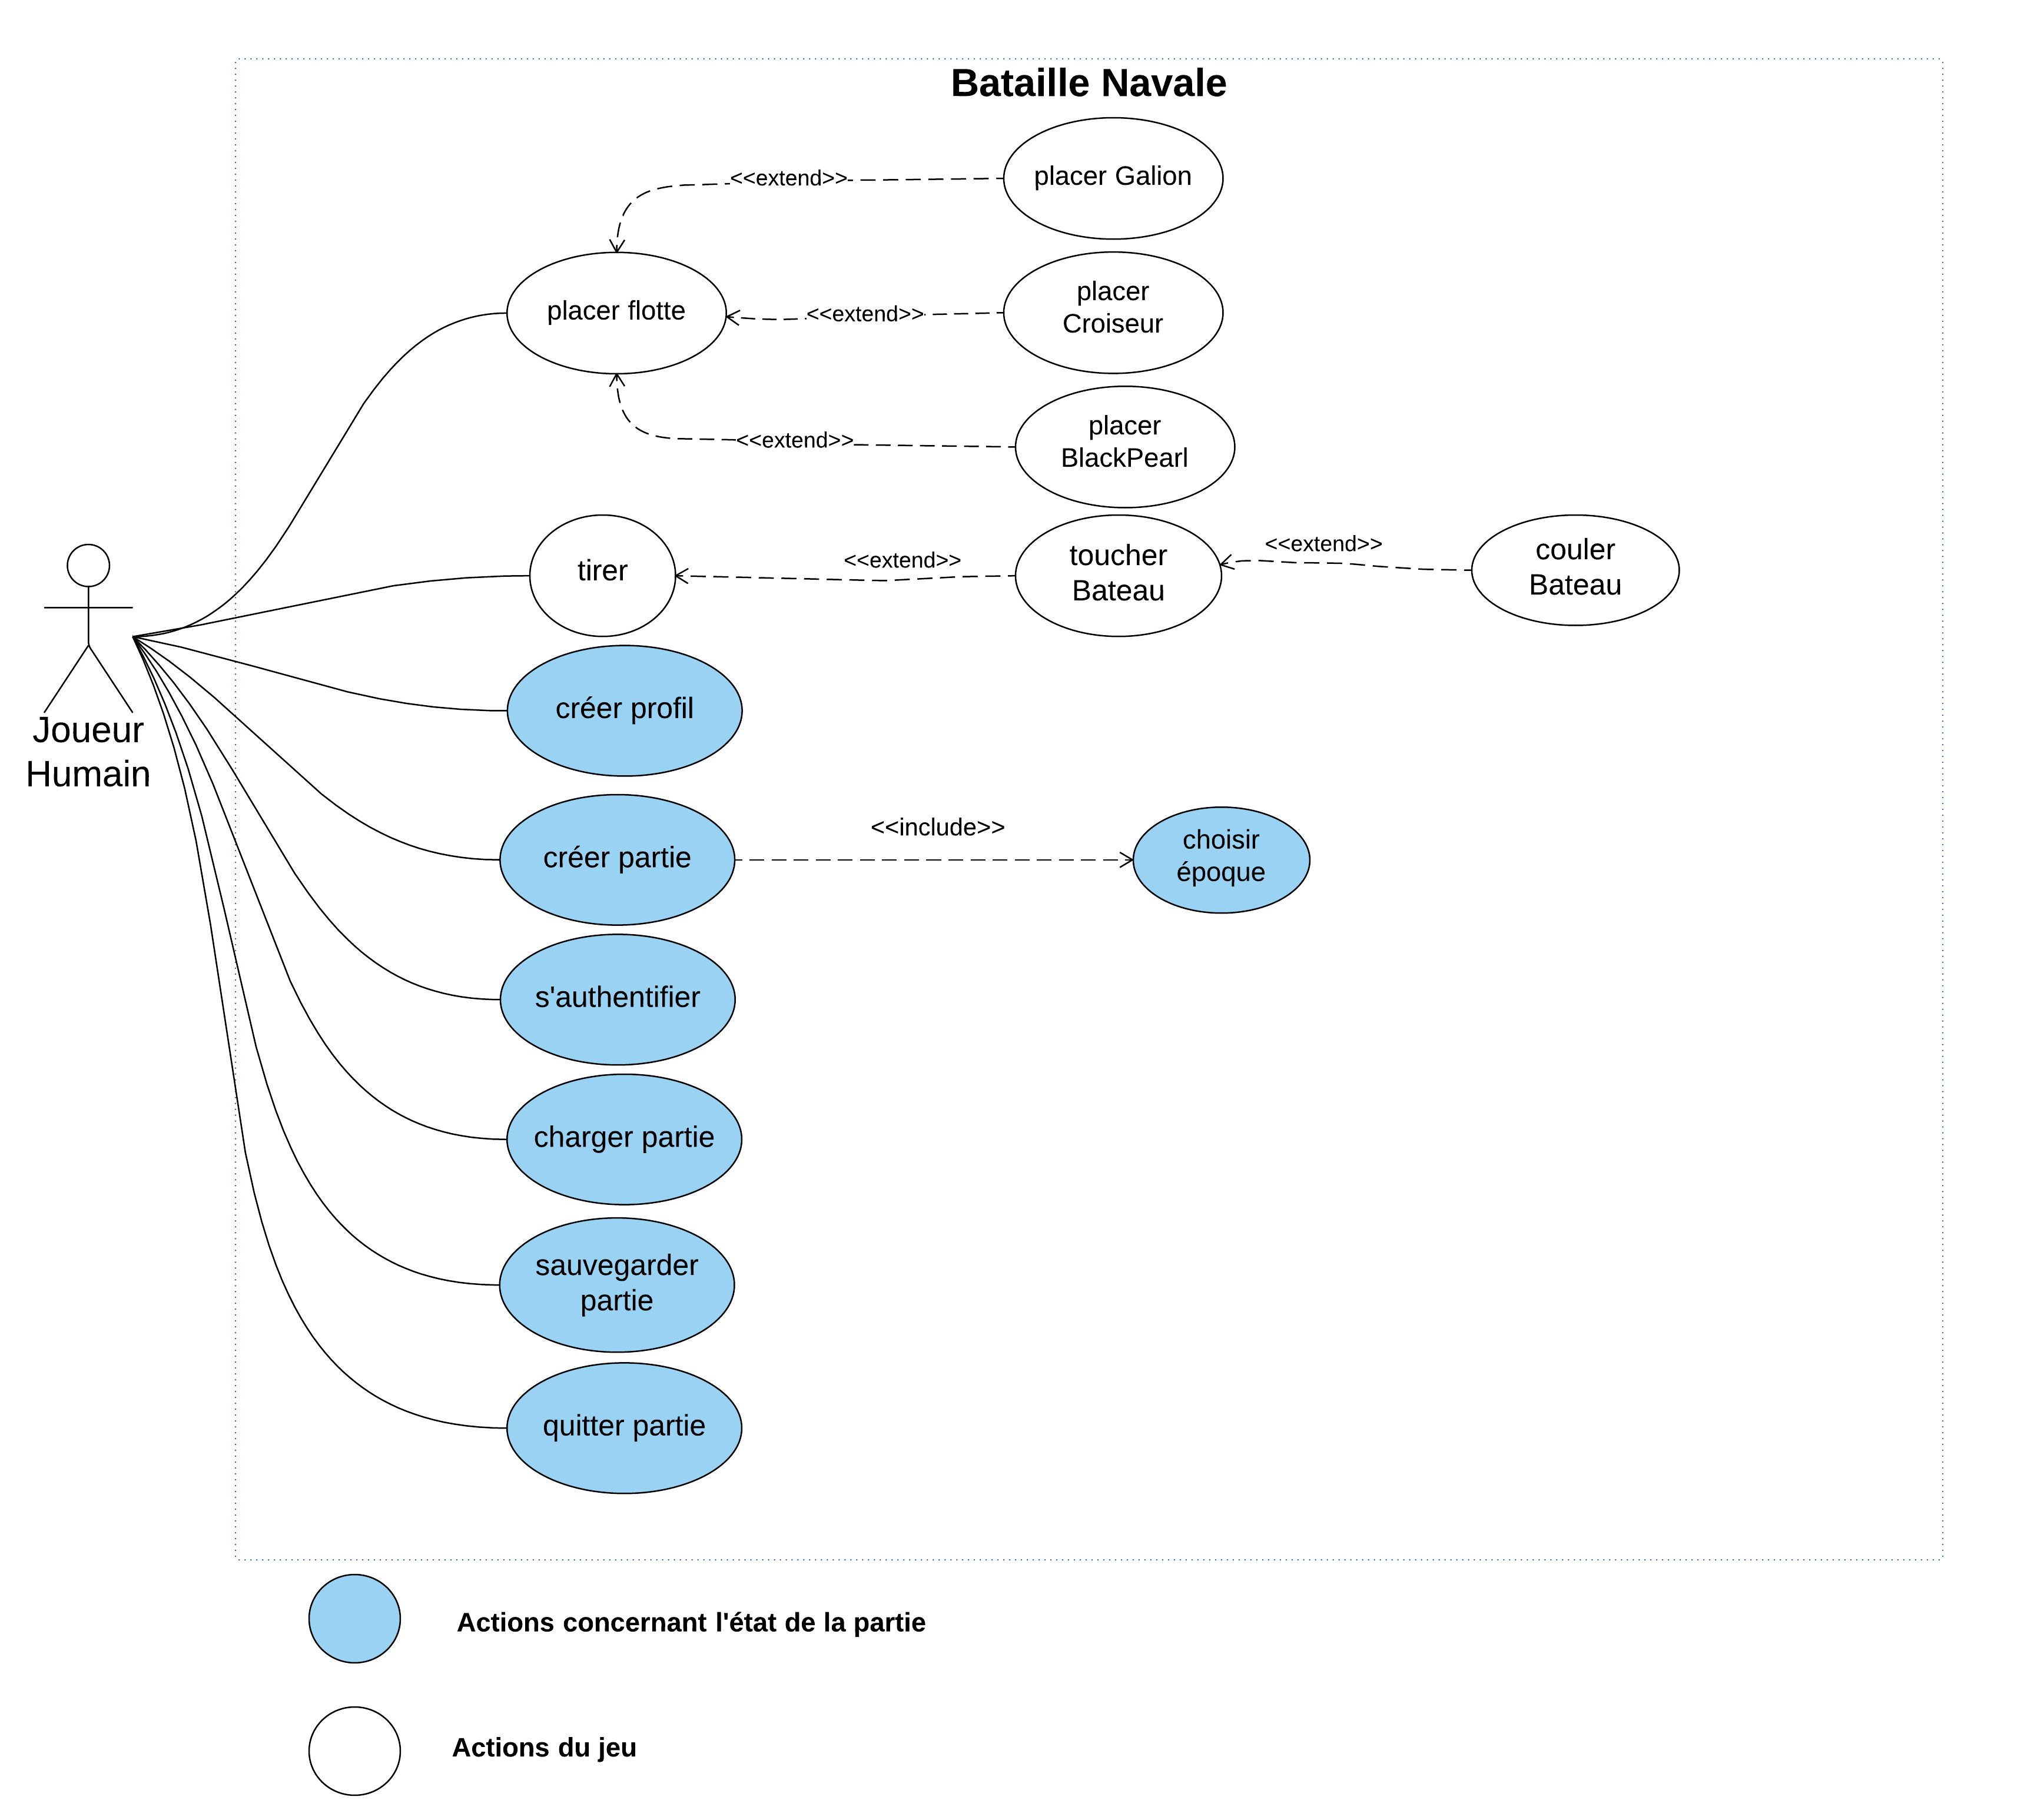 Bataille Navale
<<extend>>
placer Galion
placer flotte
<<extend>>
placer
Croiseur
<<extend>>
placer
BlackPearl
tirer
<<extend>>
toucher
Bateau
<<extend>>
couler
Bateau
Joueur
Humain
créer profil
créer partie
<<include>>
choisir
époque
s'authentifier
charger partie
sauvegarder
partie
quitter partie
Actions concernant l'état de la partie
Actions du jeu